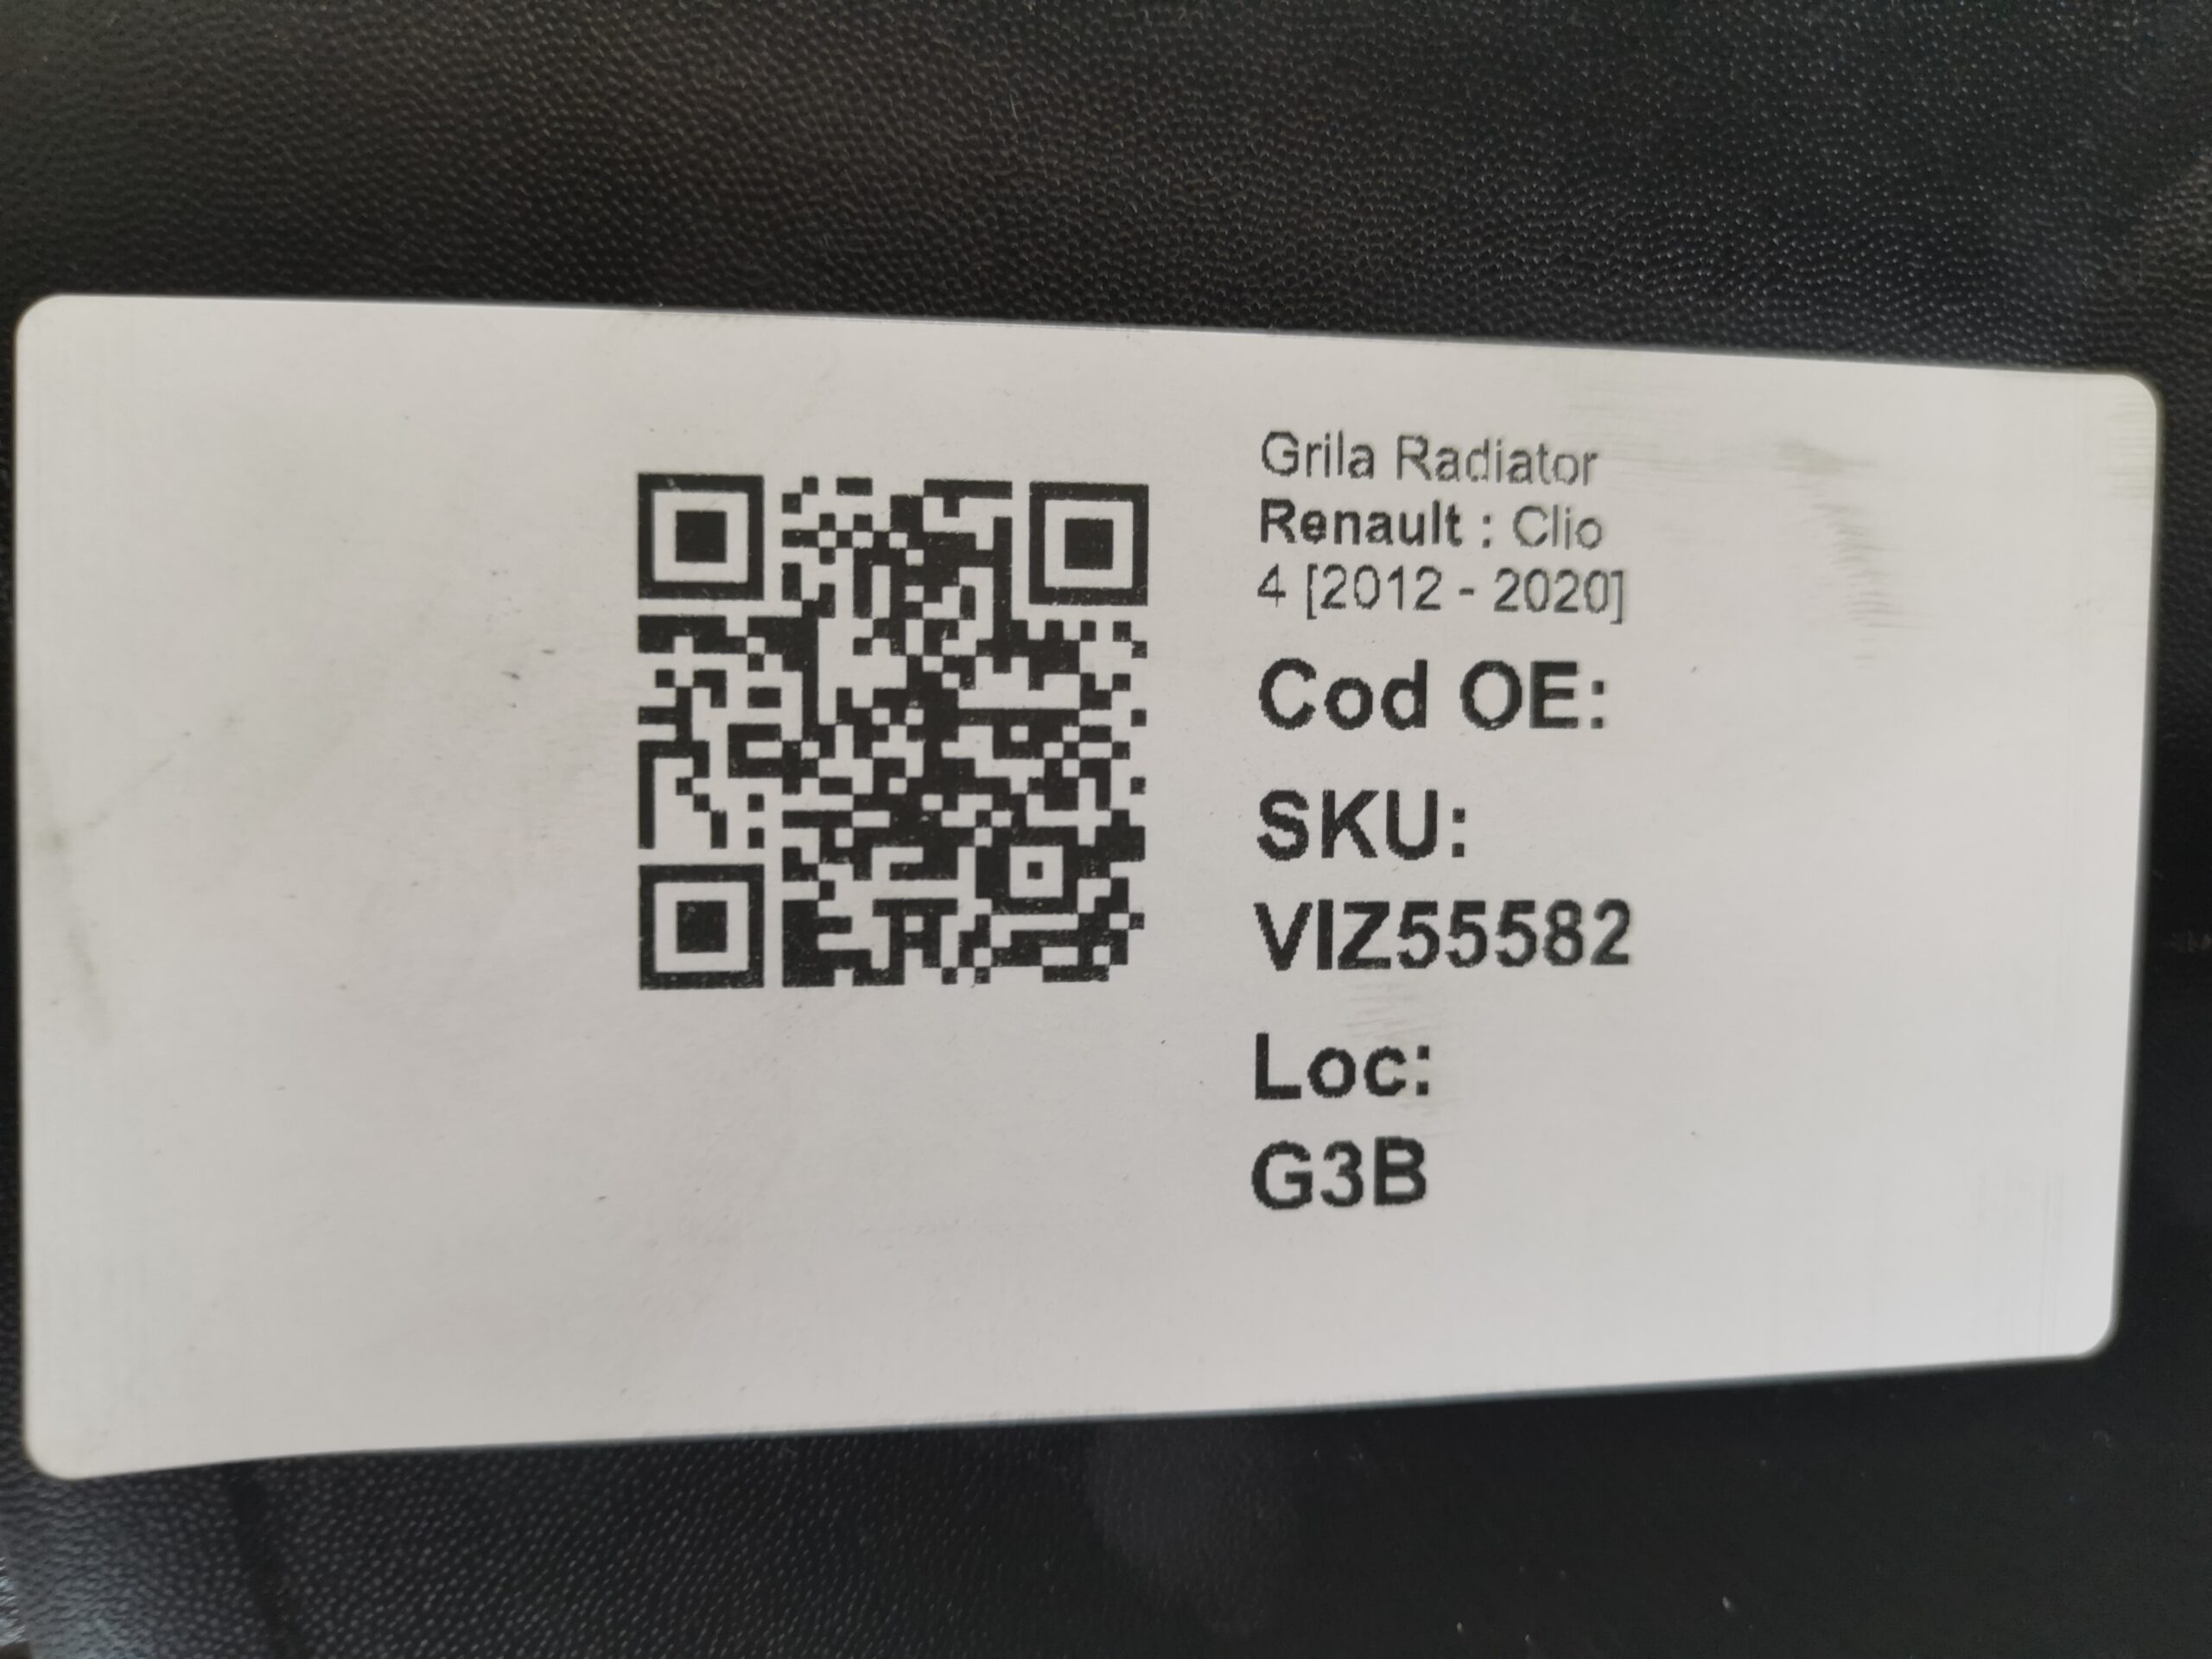 Grila Radiator
Renault : Clio
4 [2012 - 2020]
Cod OE:
SKU:
VIZ55582
Loc:
G3B